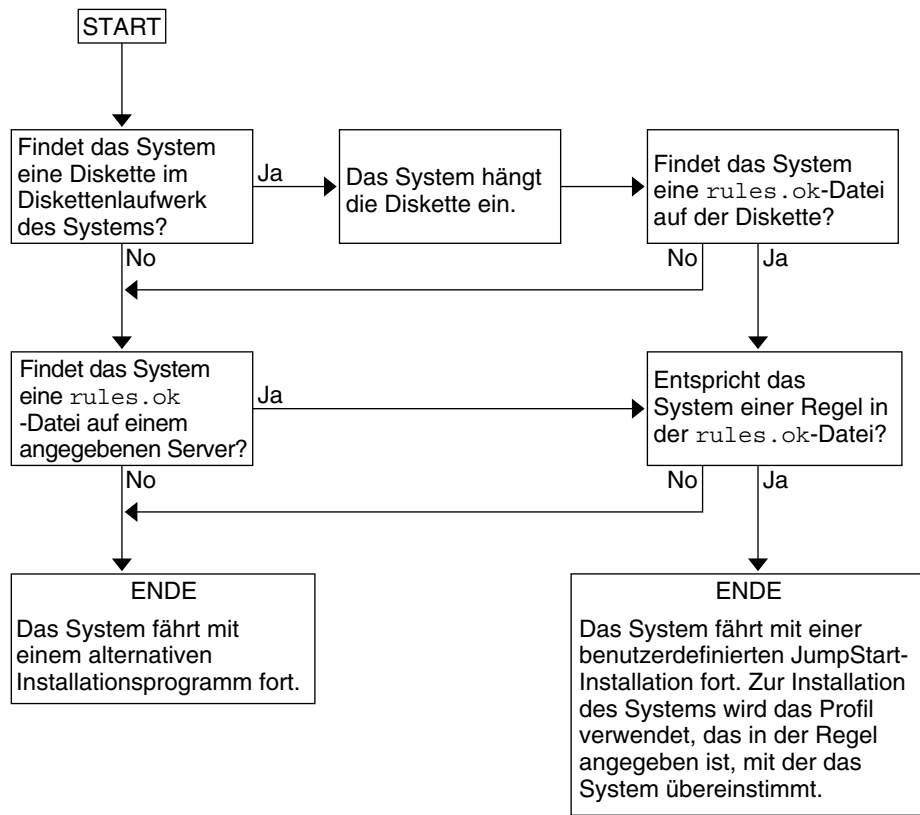 START
Findet das System
eine Diskette im
Diskettenlaufwerk
des Systems?
Ja
Das System hängt
die Diskette ein.
Findet das System
eine rules.ok-Datei
auf der Diskette?
No
No
Ja
Findet das System
eine rules.ok
-Datei auf einem
angegebenen Server?
Ja
Entspricht das
System einer Regel in
der rules.ok-Datei?
No
No
Ja
ENDE
Das System fährt mit
einem alternativen
Installationsprogramm fort.
ENDE
Das System fährt mit einer
benutzerdefinierten JumpStart-
Installation fort. Zur Installation
des Systems wird das Profil
verwendet, das in der Regel
angegeben ist, mit der das
System übereinstimmt.